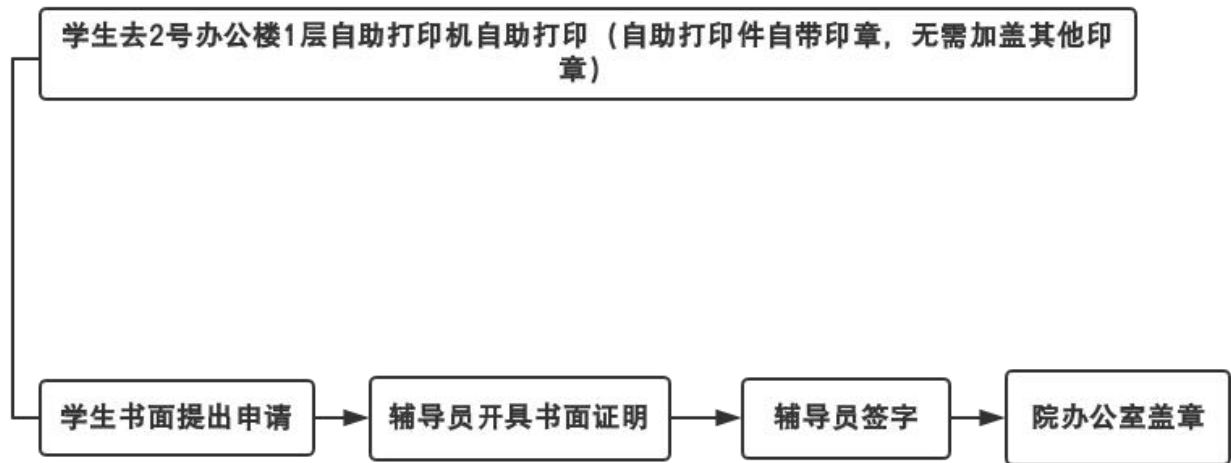 学生去2号办公楼1层自助打印机自助打印（自助打印件自带印章，无需加盖其他印
章）
学生书面提出申请
辅导员开具书面证明
辅导员签字
院办公室盖章